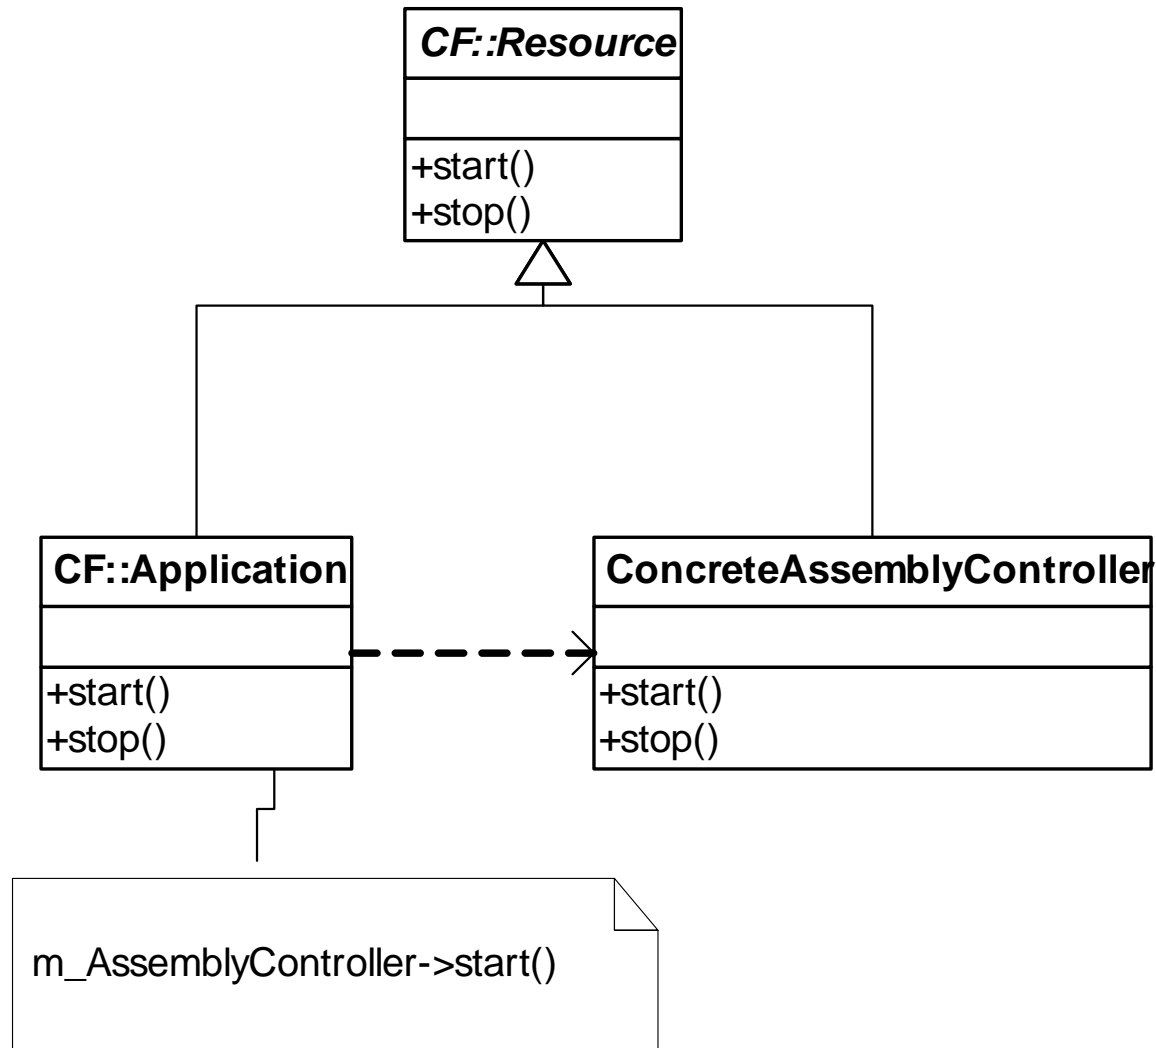 CF::Resource
+start()
+stop()
CF::Application
+start()
+stop()
ConcreteAssemblyController
+start()
+stop()
m_AssemblyController->start()